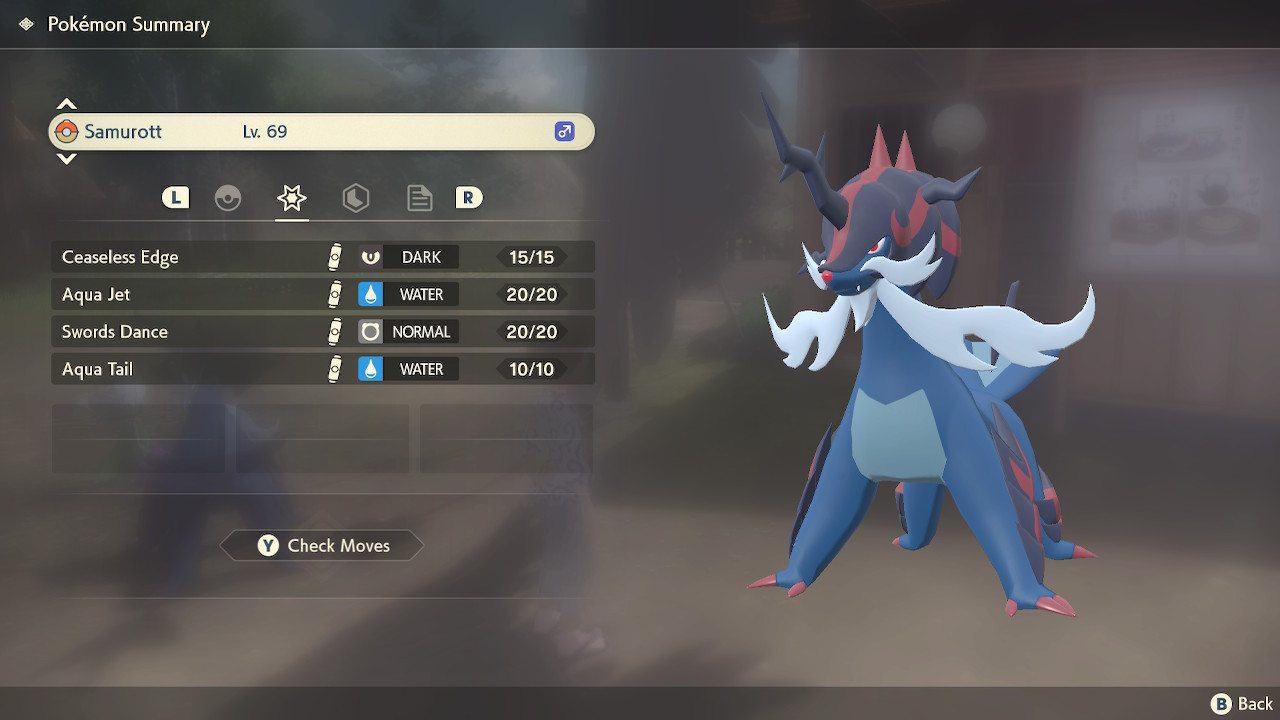 Pokémon Summary
Samurott Lv. 69 ♂
L R
Ceaseless Edge DARK 15/15
Aqua Jet WATER 20/20
Swords Dance NORMAL 20/20
Aqua Tail WATER 10/10
Y Check Moves
B Back